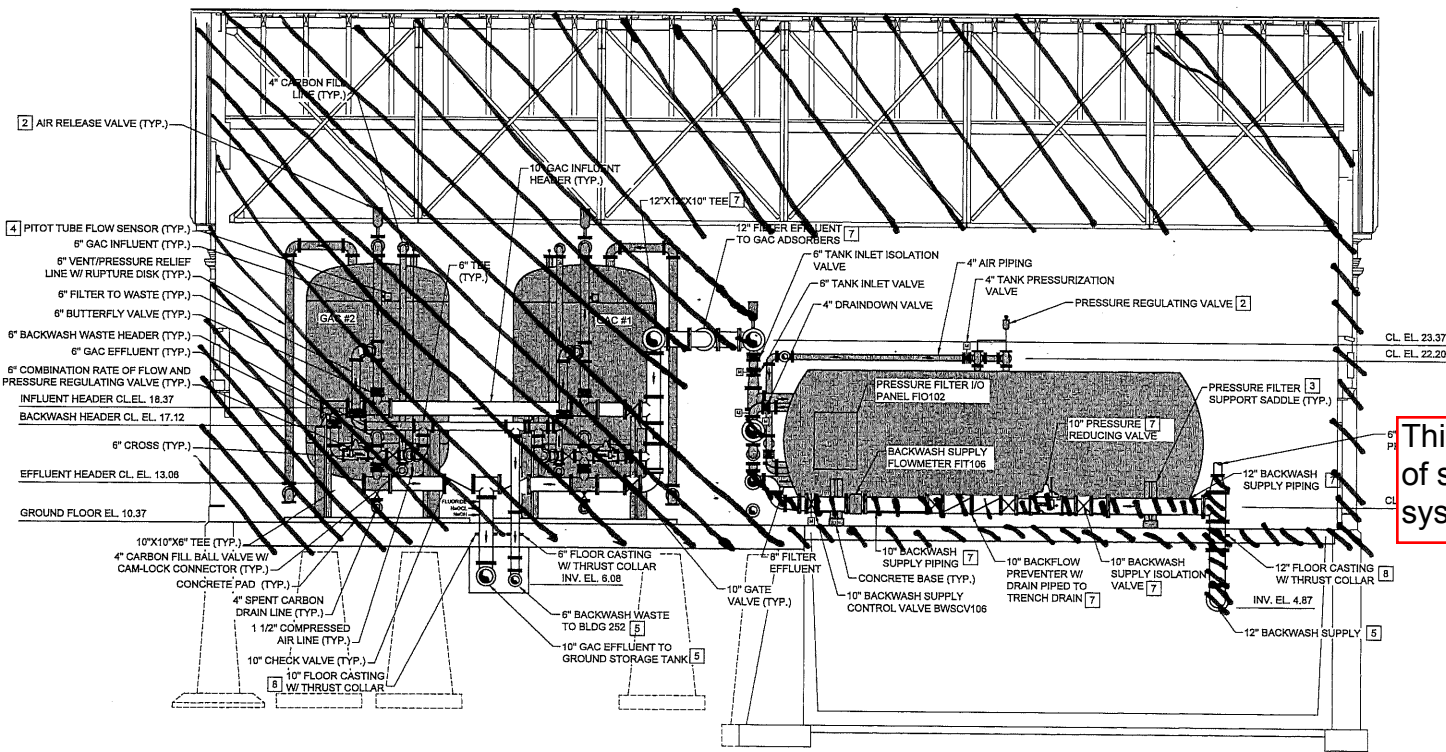 4" CARBON FILL
LINE (TYP.)
2 AIR RELEASE VALVE (TYP.)
10" GAC INFLUENT
HEADER (TYP.)
12"X12"X10" TEE 7
4 PITOT TUBE FLOW SENSOR (TYP.)
6" GAC INFLUENT (TYP.)
6" VENT/PRESSURE RELIEF
LINE W/ RUPTURE DISK (TYP.)
6" FILTER TO WASTE (TYP.)
6" BUTTERFLY VALVE (TYP.)
6" BACKWASH WASTE HEADER (TYP.)
6" GAC EFFLUENT (TYP.)
6" COMBINATION RATE OF FLOW AND
PRESSURE REGULATING VALVE (TYP.)
INFLUENT HEADER CL.EL. 18.37
BACKWASH HEADER CL. EL. 17.12
6" CROSS (TYP.)
EFFLUENT HEADER CL. EL. 13.06
GROUND FLOOR EL. 10.37
6" TEE
(TYP.)
GAC #2
GAC #1
12" FILTER EFFLUENT
TO GAC ADSORBERS 7
6" TANK INLET ISOLATION
VALVE
6" TANK INLET VALVE
4" DRAINDOWN VALVE
4" AIR PIPING
4" TANK PRESSURIZATION
VALVE
PRESSURE REGULATING VALVE 2
CL. EL. 23.37
CL. EL. 22.20
PRESSURE FILTER I/O
PANEL FIO102
PRESSURE FILTER 3
SUPPORT SADDLE (TYP.)
10" PRESSURE 7
REDUCING VALVE
BACKWASH SUPPLY
FLOWMETER FIT106
6"
12" BACKWASH
SUPPLY PIPING 7
Thi
of s
sys
FLUORIDE
NaOCL
NaOH
10"X10"X6" TEE (TYP.)
4" CARBON FILL BALL VALVE W/
CAM-LOCK CONNECTOR (TYP.)
CONCRETE PAD (TYP.)
4" SPENT CARBON
DRAIN LINE (TYP.)
1 1/2" COMPRESSED
AIR LINE (TYP.)
10" CHECK VALVE (TYP.)
8 10" FLOOR CASTING
W/ THRUST COLLAR
6" FLOOR CASTING
W/ THRUST COLLAR
INV. EL. 6.08
6" BACKWASH WASTE
TO BLDG 252 5
10" GAC EFFLUENT TO
GROUND STORAGE TANK 5
10" GATE
VALVE (TYP.)
8" FILTER
EFFLUENT
10" BACKWASH
SUPPLY PIPING 7
CONCRETE BASE (TYP.)
10" BACKWASH SUPPLY
CONTROL VALVE BWSCV106
10" BACKFLOW
PREVENTER W/
DRAIN PIPED TO
TRENCH DRAIN 7
10" BACKWASH
SUPPLY ISOLATION
VALVE 7
12" FLOOR CASTING
W/ THRUST COLLAR 8
INV. EL. 4.87
12" BACKWASH SUPPLY 5